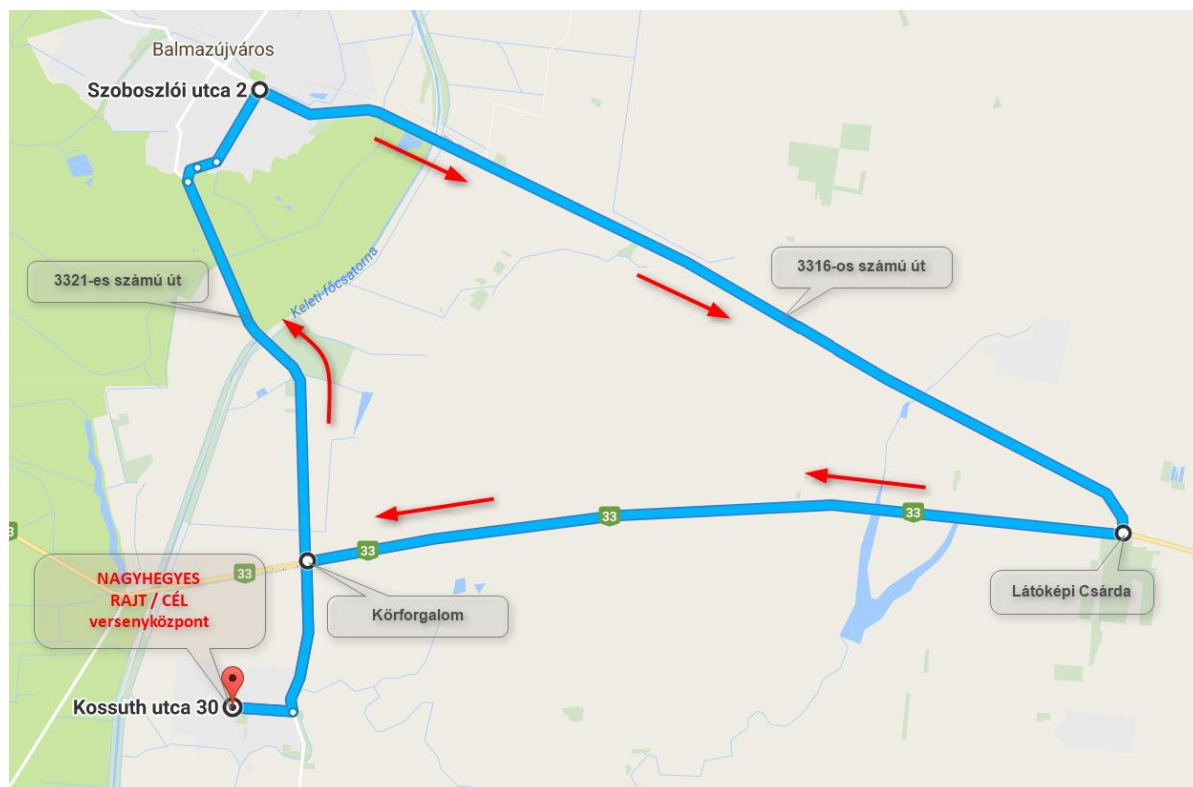 Balmazújváros
Szoboszlói utca 2
3321-es számú út
Keleti-főcsatorna
3316-os számú út
33
33
33
33
3
NAGYHEGYES
RAJT / CÉL
versenyközpont
Körforgalom
Látóképi Csárda
Kossuth utca 30